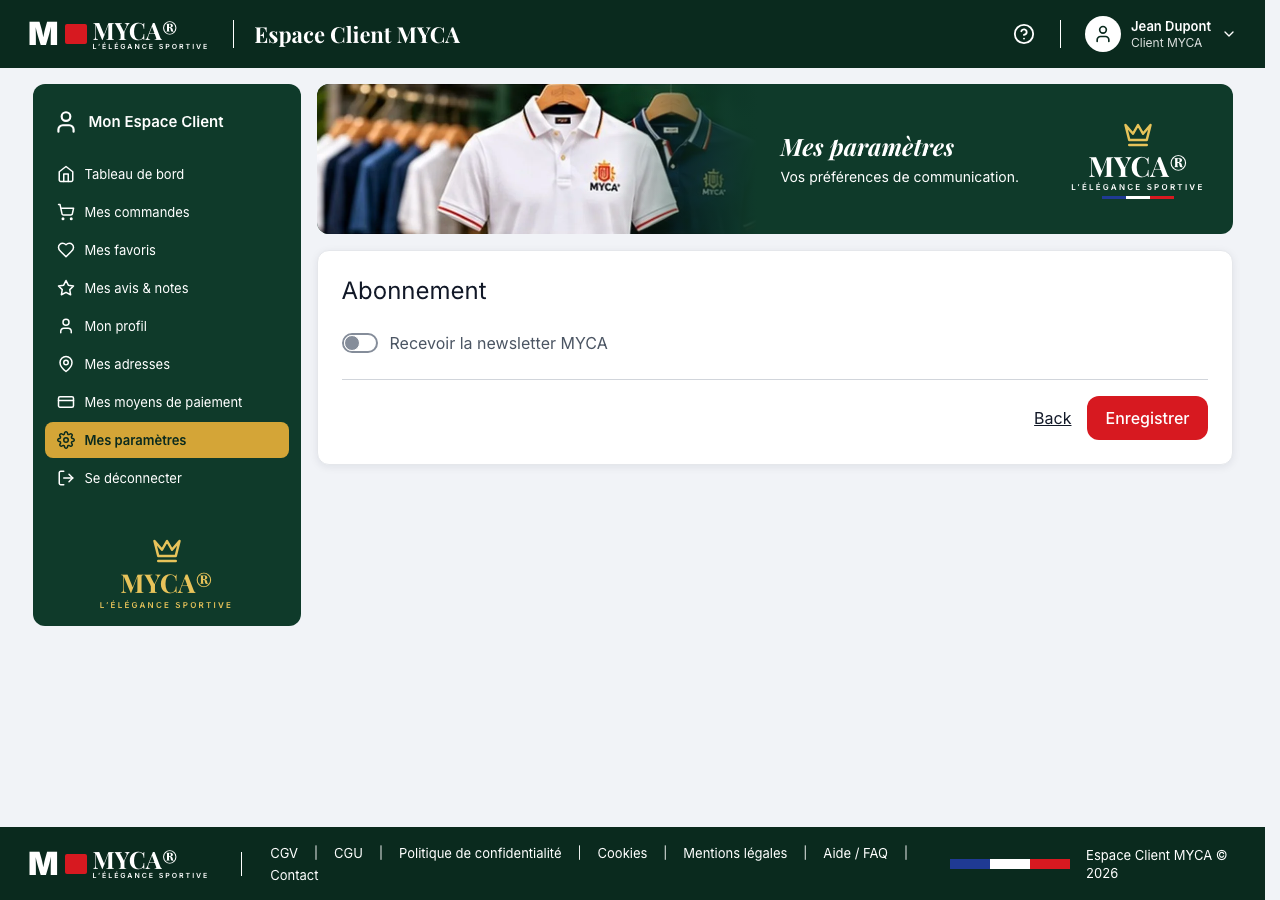 M MYCA®
L'ÉLÉGANCE SPORTIVE
Espace Client MYCA
Jean Dupont
Client MYCA
Mon Espace Client
Tableau de bord
Mes commandes
Mes favoris
Mes avis & notes
Mon profil
Mes adresses
Mes moyens de paiement
Mes paramètres
Se déconnecter
MYCA®
L'ÉLÉGANCE SPORTIVE
MYCA
MYCA
Mes paramètres
Vos préférences de communication.
MYCA®
L'ÉLÉGANCE SPORTIVE
Abonnement
Recevoir la newsletter MYCA
Back
Enregistrer
M MYCA®
L'ÉLÉGANCE SPORTIVE
CGV | CGU | Politique de confidentialité | Cookies | Mentions légales | Aide / FAQ |
Contact
Espace Client MYCA ©
2026